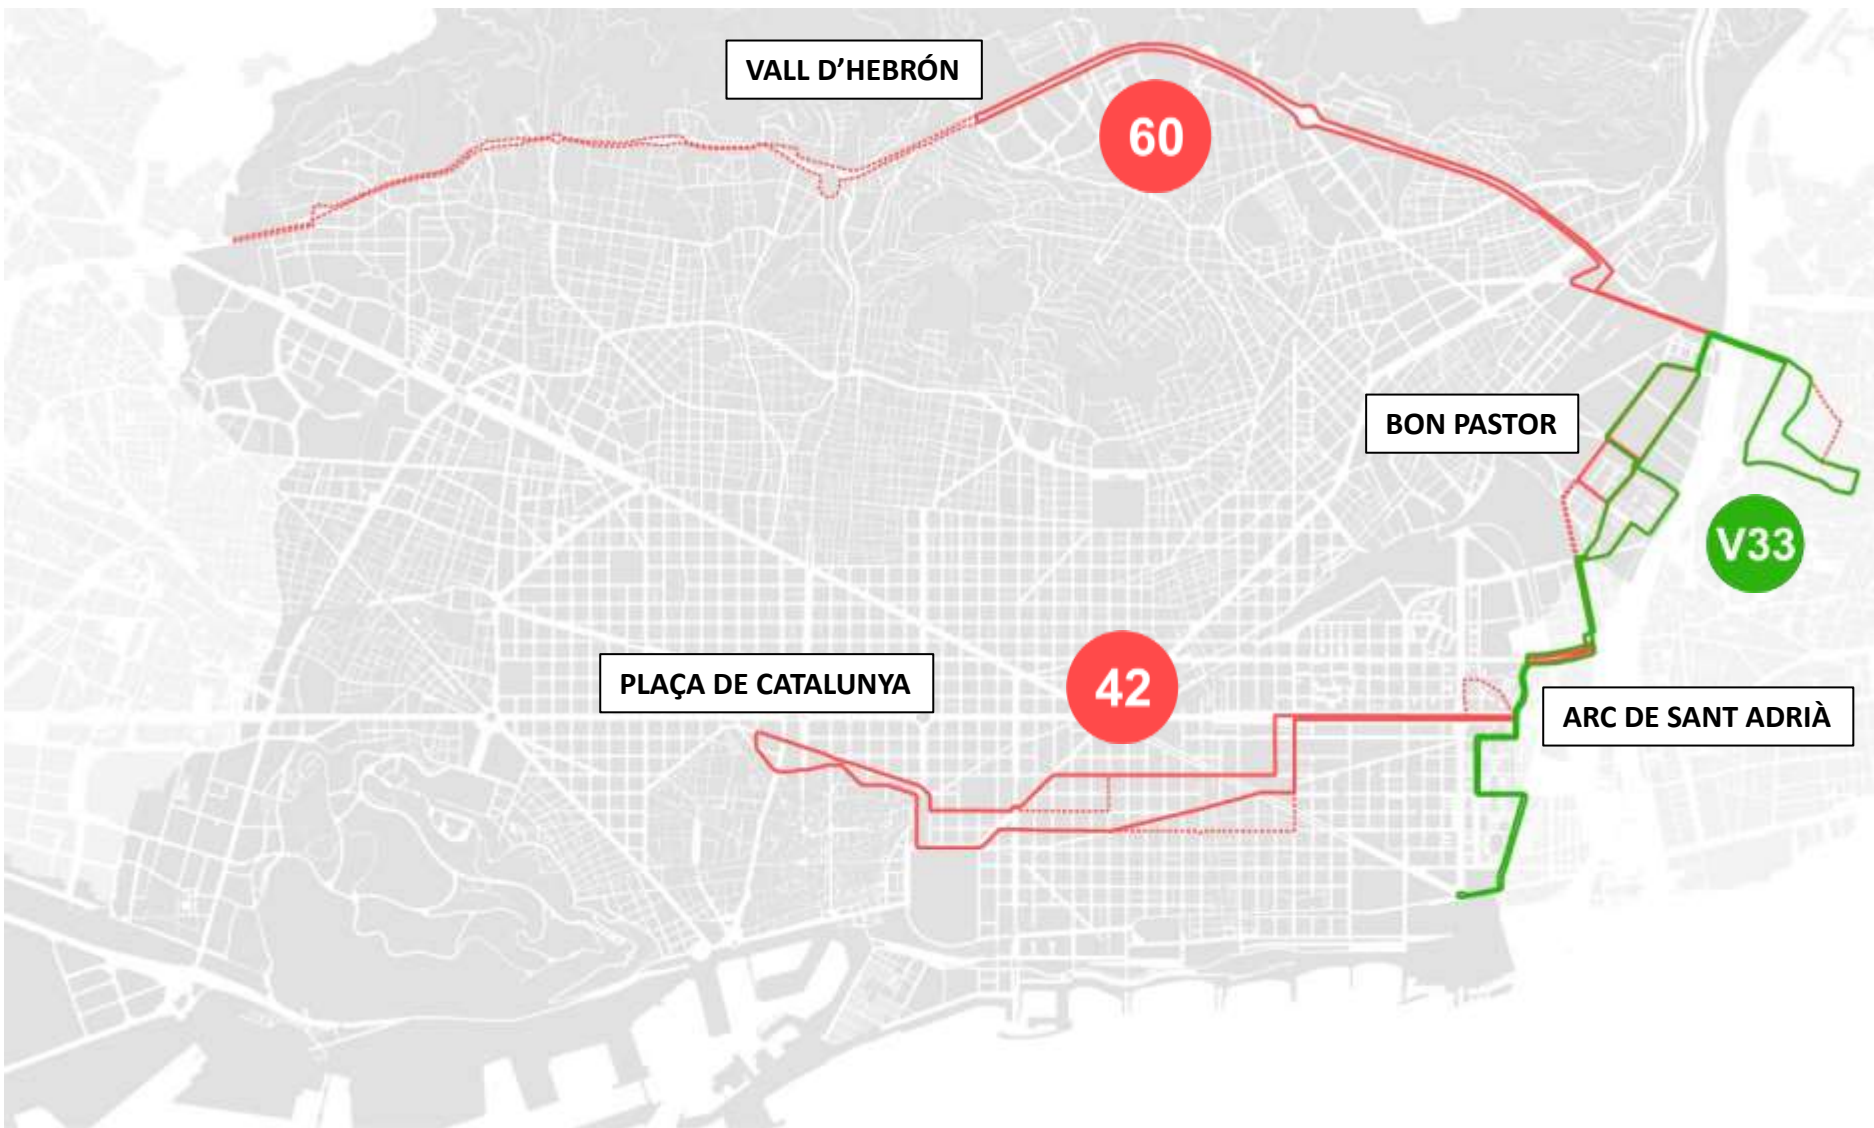 VALL D’HEBRÓN
60
BON PASTOR
V33
PLAÇA DE CATALUNYA
42
ARC DE SANT ADRIÀ